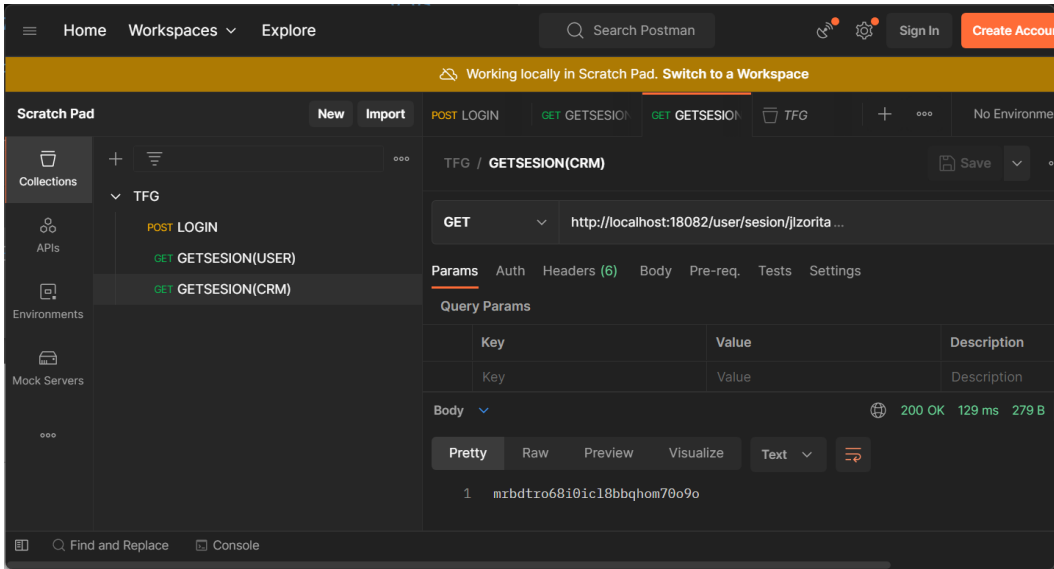 Home Workspaces Explore Search Postman Sign In Create Accou
Working locally in Scratch Pad. Switch to a Workspace
Scratch Pad New Import POST LOGIN GET GETSESION GET GETSESION TFG No Environme
Collections
APIs
Environments
Mock Servers
TFG
POST LOGIN
GET GETSESION(USER)
GET GETSESION(CRM)
TFG / GETSESION(CRM) Save
GET http://localhost:18082/user/sesion/jlzorita ...
Params Auth Headers (6) Body Pre-req. Tests Settings
Query Params
Key Value Description
Key Value Description
Body 200 OK 129 ms 279 B
Pretty Raw Preview Visualize Text
1 mrbdtro68i0icl8bbqhom70o9o
Find and Replace Console